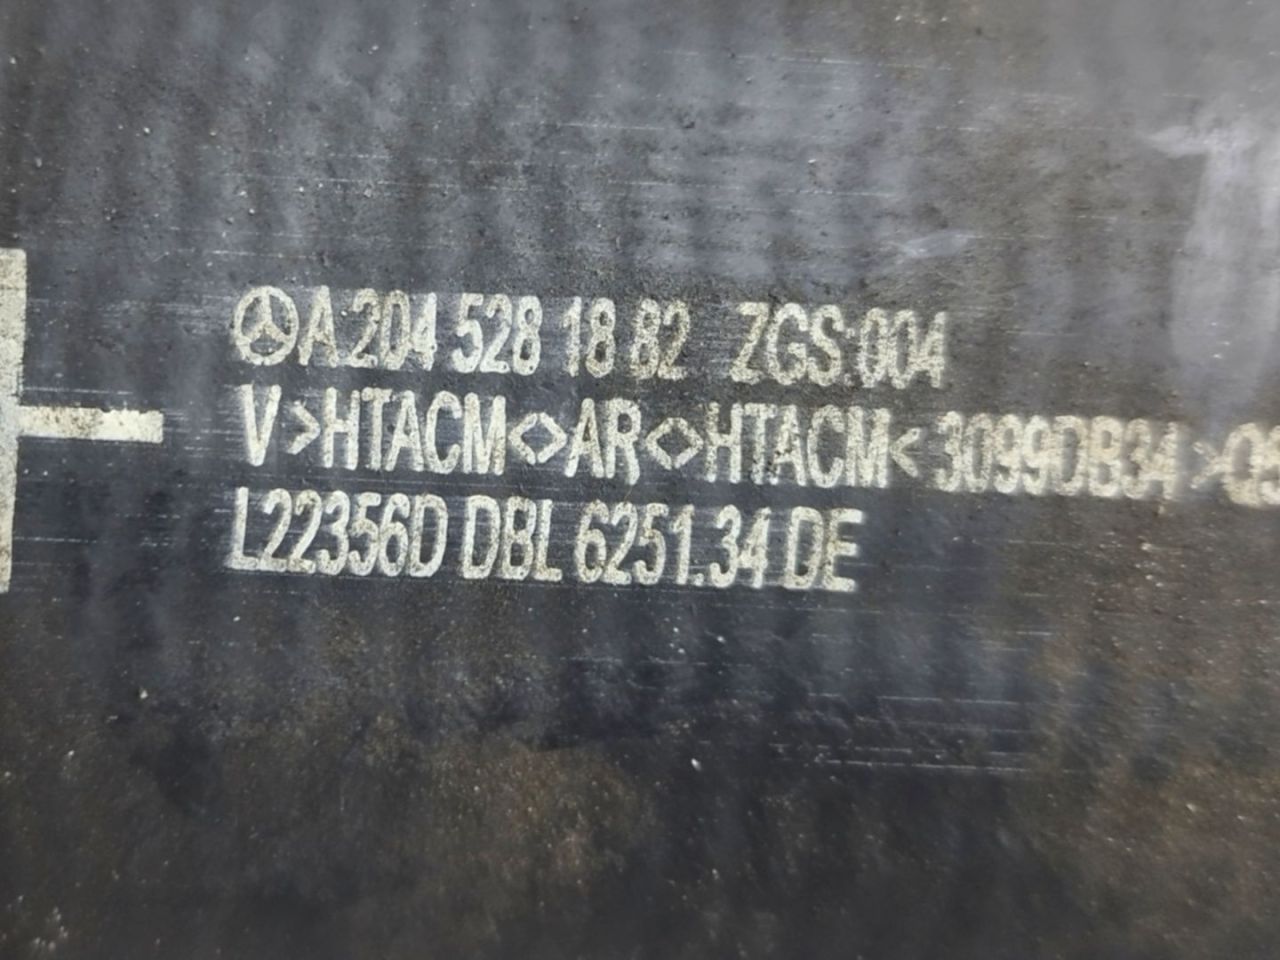 A 204 528 18 82 ZGS:004
V>HTACM<>AR<>HTACM<3099DB34>
L22356D DBL 6251.34 DE